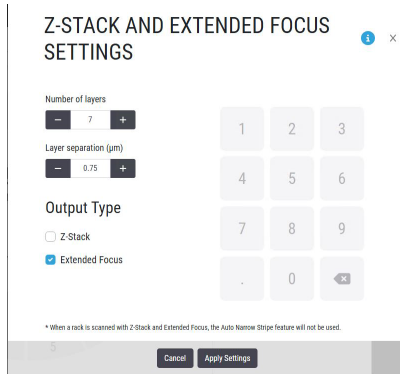 Z-STACK AND EXTENDED FOCUS
SETTINGS
i X
Number of layers
− 7 +
Layer separation (µm)
− 0.75 +
Output Type
Z-Stack
Extended Focus
1 2 3
4 5 6
7 8 9
. 0
* When a rack is scanned with Z-Stack and Extended Focus, the Auto Narrow Stripe feature will not be used.
5
Cancel Apply Settings